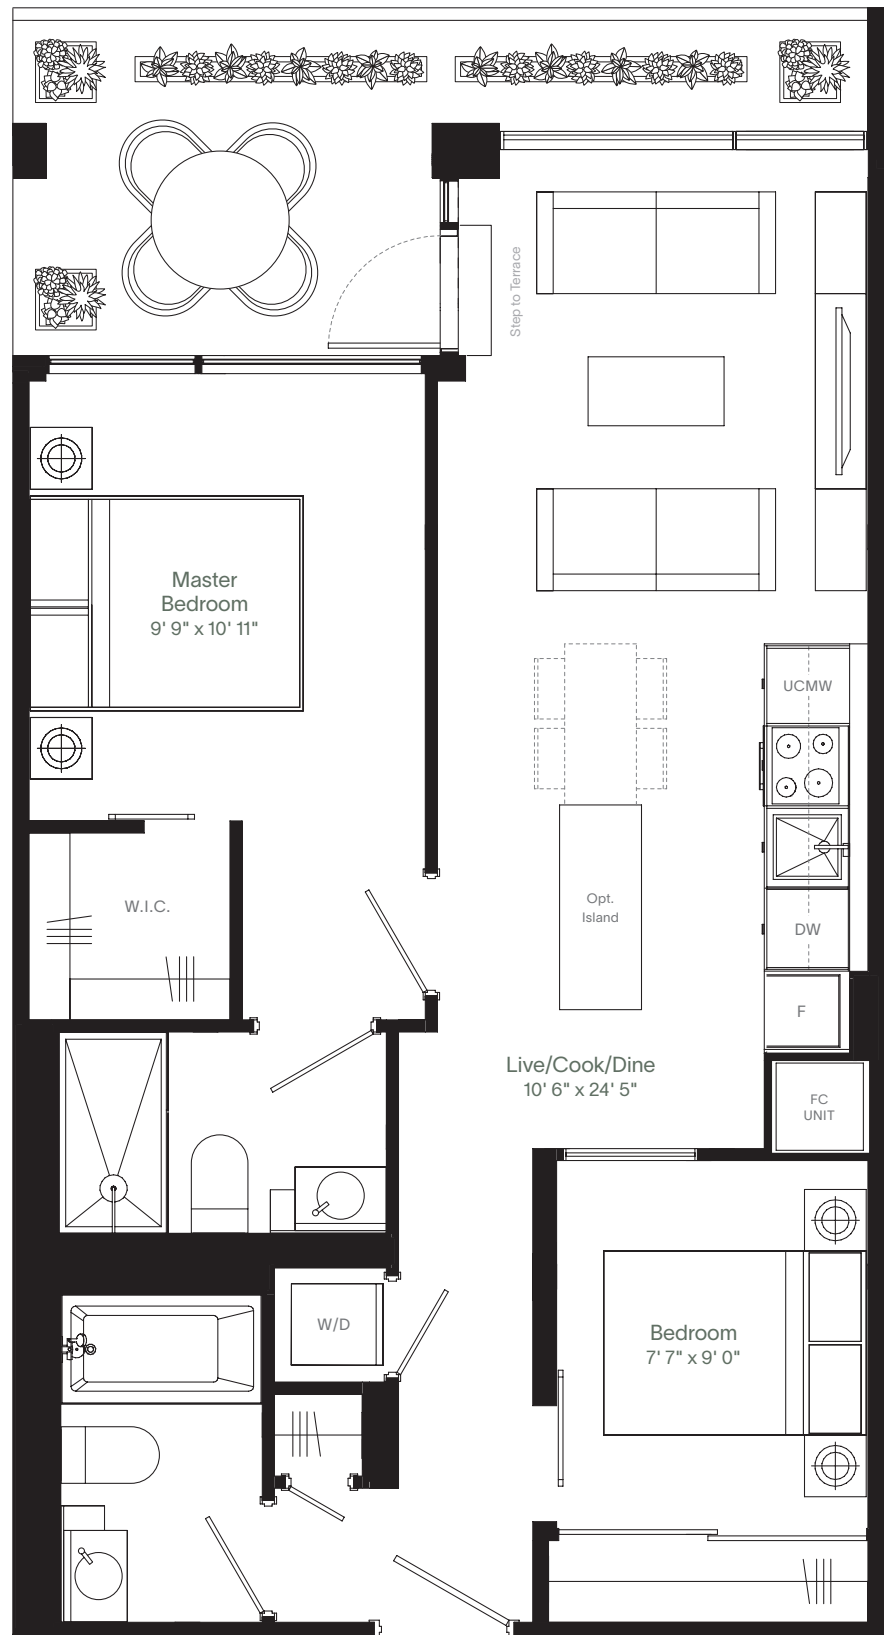 Step to Terrace
Master
Bedroom
9' 9" x 10' 11"
UCMW
W.I.C.
Opt.
Island
DW
F
Live/Cook/Dine
10' 6" x 24' 5"
FC
UNIT
W/D
Bedroom
7' 7" x 9' 0"